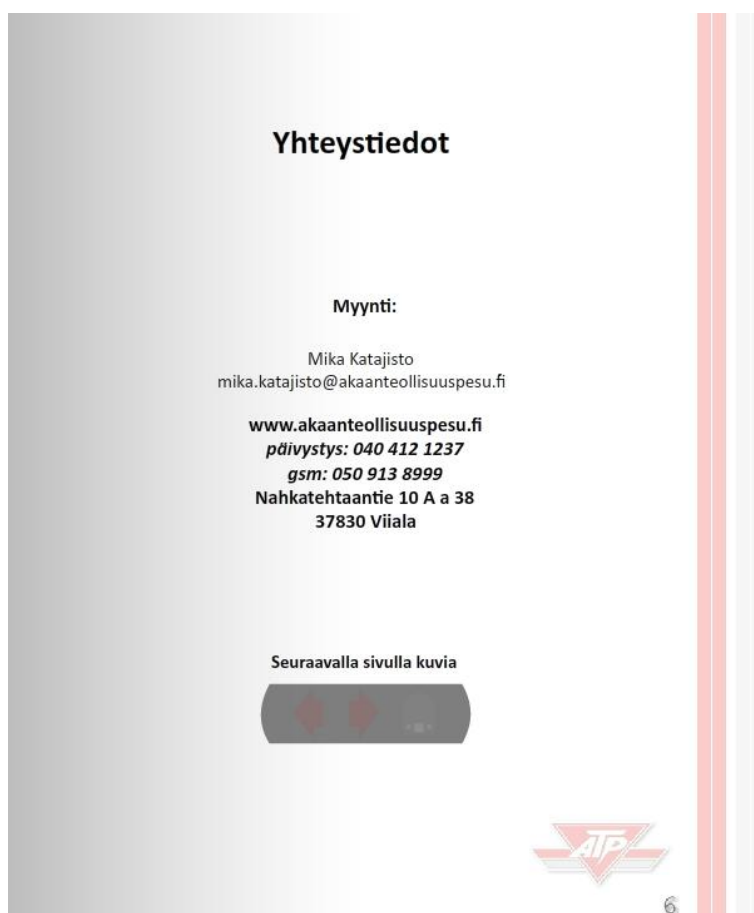 Yhteystiedot
Myynti:
Mika Katajisto
mika.katajisto@akaanteollisuuspesu.fi
www.akaanteollisuuspesu.fi
päivystys: 040 412 1237
gsm: 050 913 8999
Nahkatehtaantie 10 A a 38
37830 Viiala
Seuraavalla sivulla kuvia
ATP
6